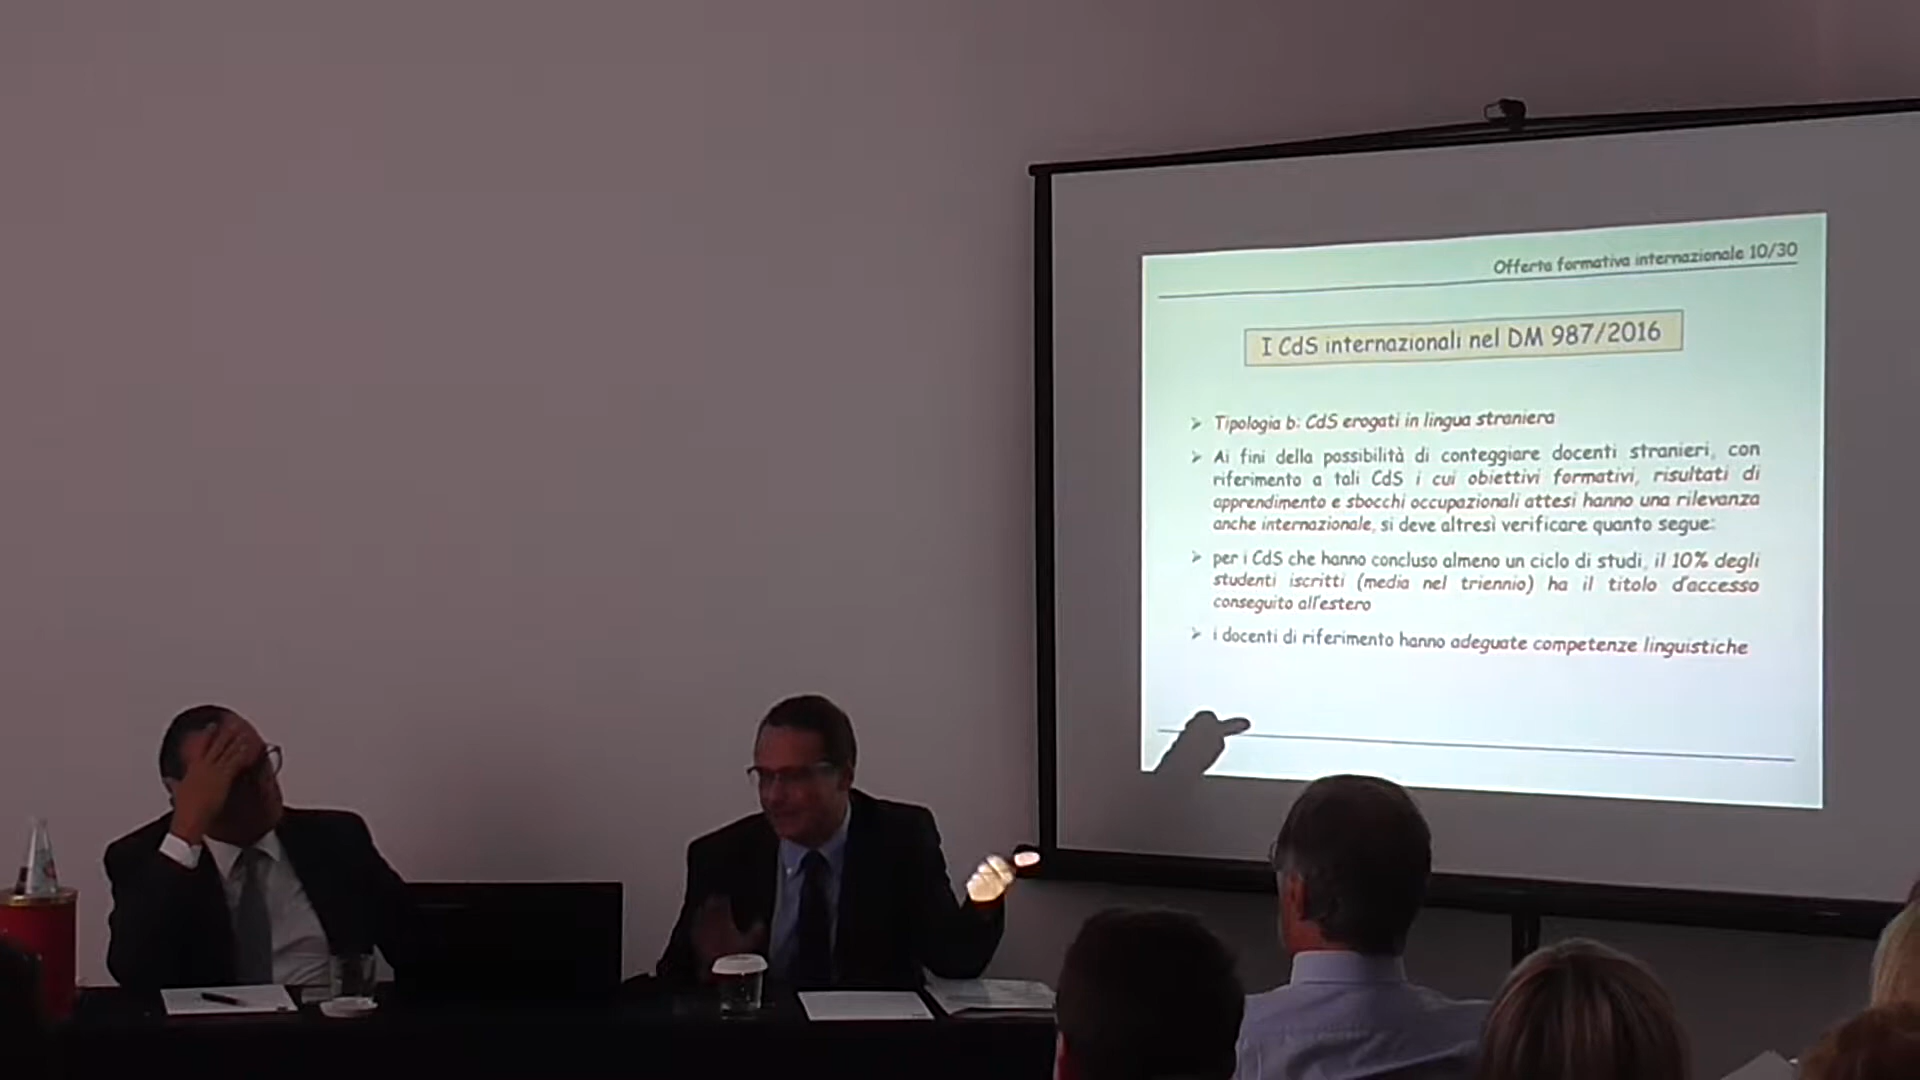 Offerta formativa internazionale 10/30
I CdS internazionali nel DM 987/2016
➢ Tipologia b: CdS erogati in lingua straniera
➢ Ai fini della possibilità di conteggiare docenti stranieri, con
riferimento a tali CdS i cui obiettivi formativi, risultati di
apprendimento e sbocchi occupazionali attesi hanno una rilevanza
anche internazionale, si deve altresì verificare quanto segue:
➢ per i CdS che hanno concluso almeno un ciclo di studi, il 10% degli
studenti iscritti (media nel triennio) ha il titolo d'accesso
conseguito all'estero
➢ i docenti di riferimento hanno adeguate competenze linguistiche